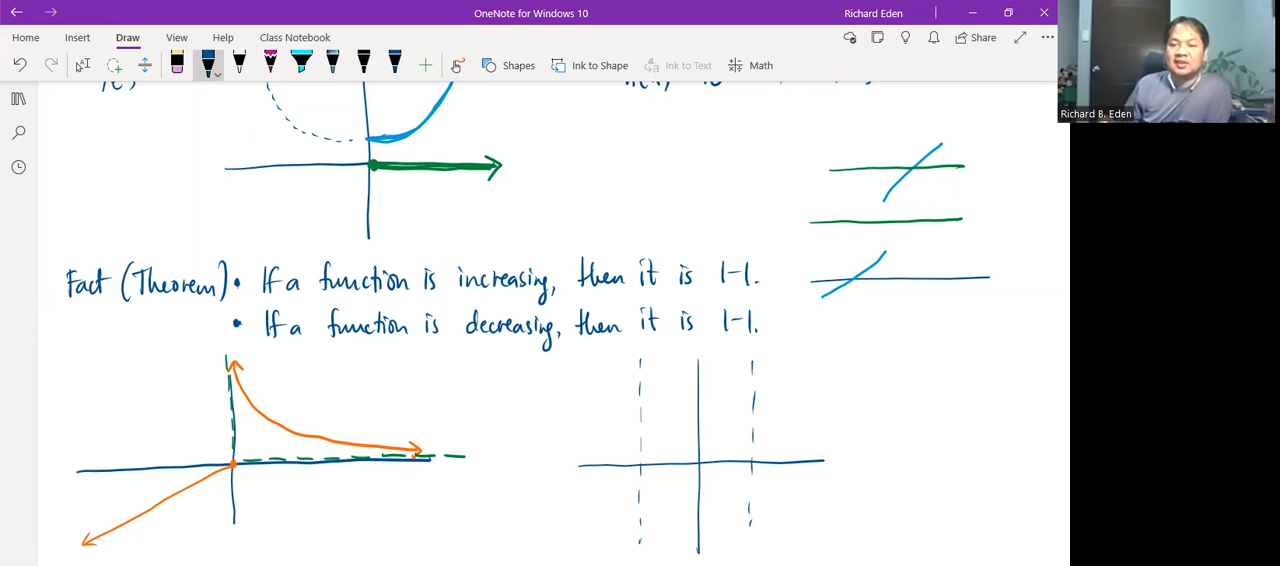 OneNote for Windows 10
Richard Eden
Home Insert Draw View Help Class Notebook
Share
Shapes Ink to Shape Ink to Text Math
Richard B. Eden
Fact (Theorem) • If a function is increasing, then it is 1-1.
• If a function is decreasing, then it is 1-1.